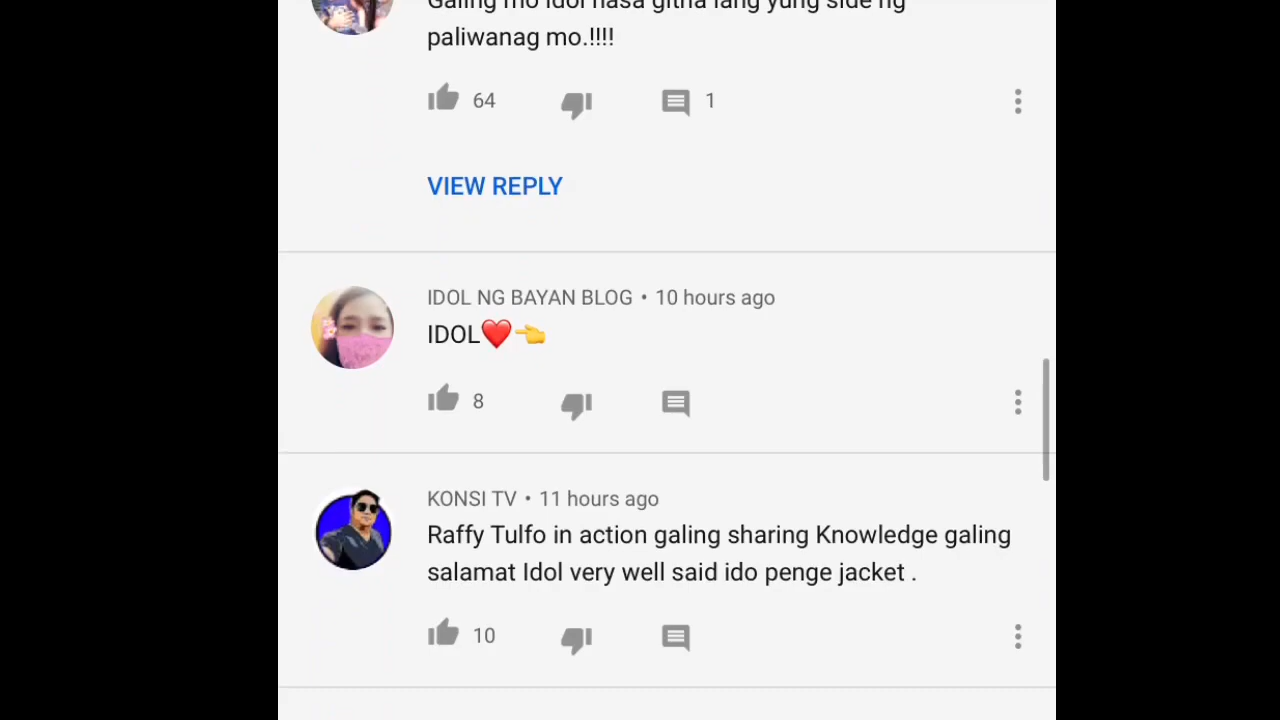 Galing mo idol nasa gitna lang yung side ng
paliwanag mo.!!!!
64
1
VIEW REPLY
IDOL NG BAYAN BLOG • 10 hours ago
IDOL❤️👈
8
KONSI TV • 11 hours ago
Raffy Tulfo in action galing sharing Knowledge galing
salamat Idol very well said ido penge jacket .
10